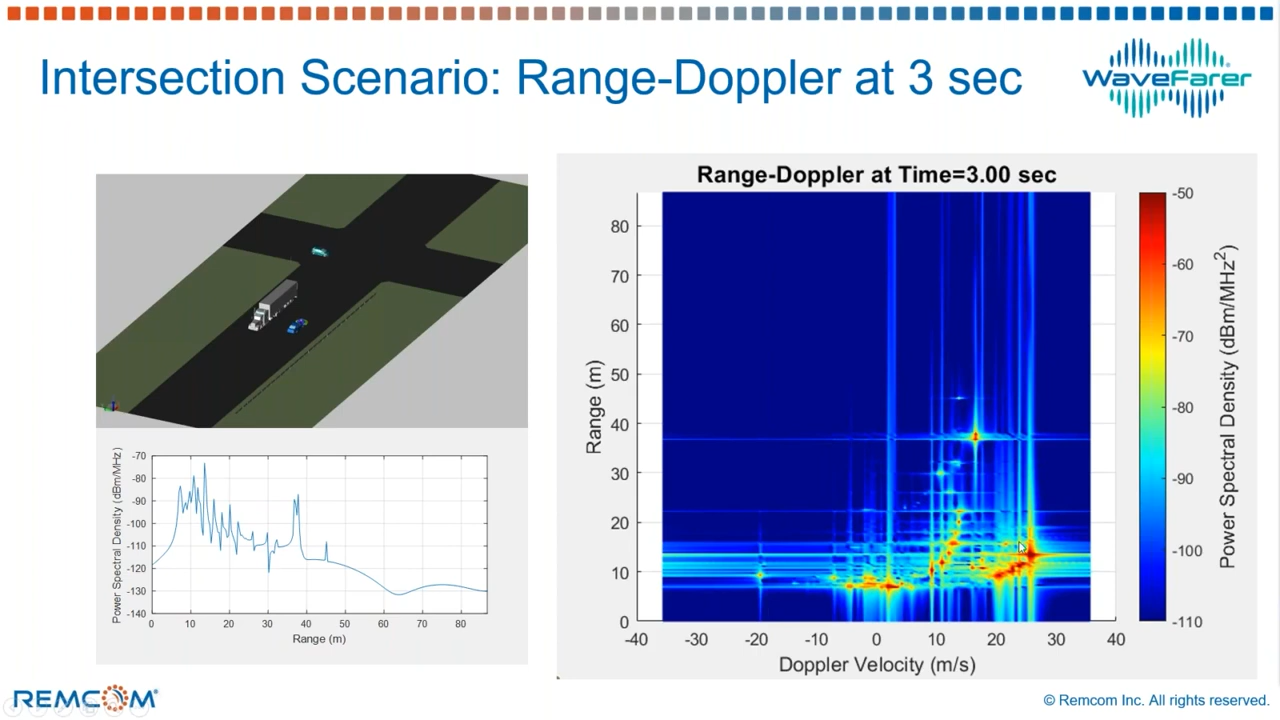 Intersection Scenario: Range-Doppler at 3 sec
WaveFarer
Range-Doppler at Time=3.00 sec
80
70
60
50
40
30
20
10
0
Range (m)
-40 -30 -20 -10 0 10 20 30 40
Doppler Velocity (m/s)
-50
-60
-70
-80
-90
-100
-110
Power Spectral Density (dBm/MHz²)
-70
-80
-90
-100
-110
-120
-130
-140
Power Spectral Density (dBm/MHz)
0 10 20 30 40 50 60 70 80
Range (m)
REMCOM®
© Remcom Inc. All rights reserved.